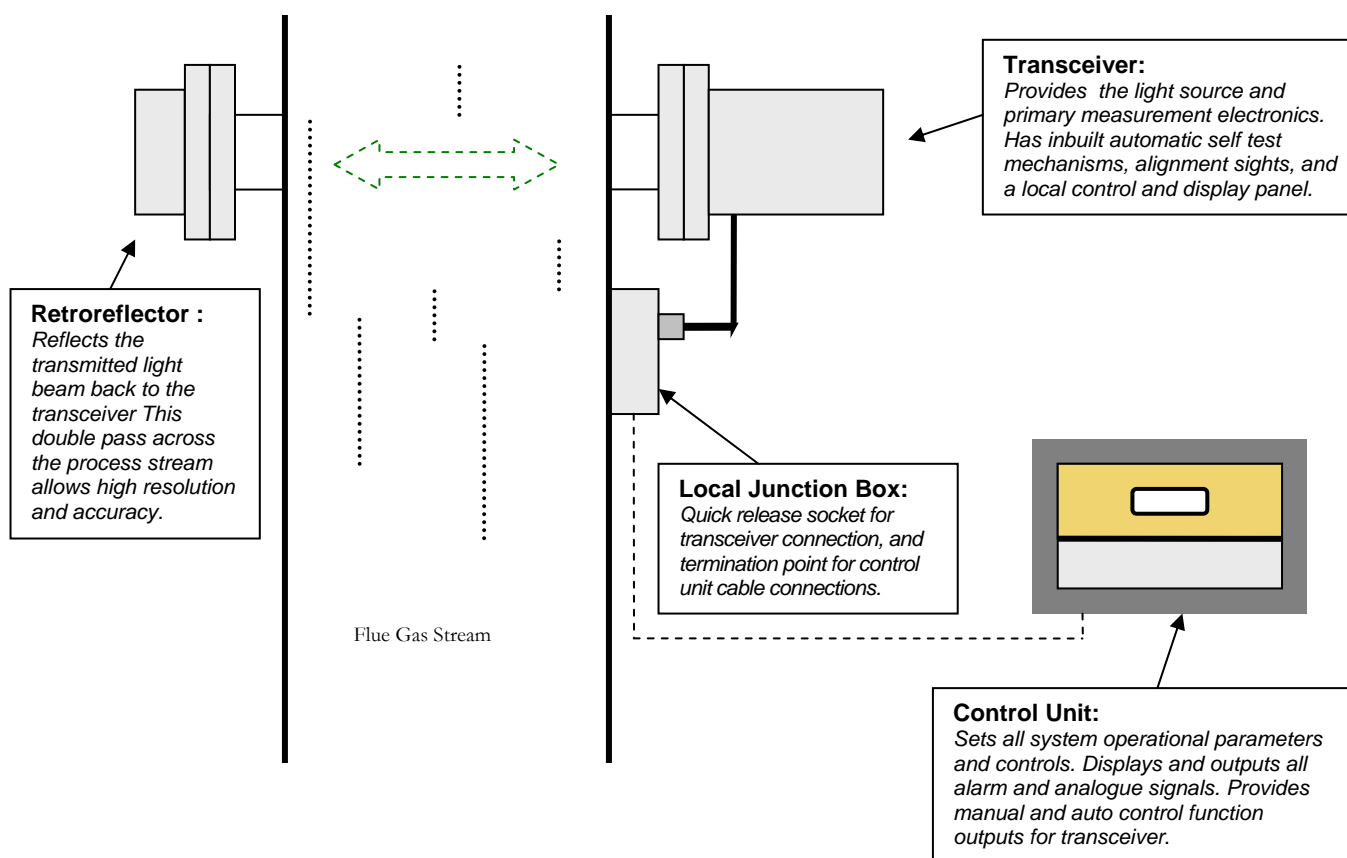 Transceiver:
Provides the light source and
primary measurement electronics.
Has inbuilt automatic self test
mechanisms, alignment sights, and
a local control and display panel.
Retroreflector :
Reflects the
transmitted light
beam back to the
transceiver This
double pass across
the process stream
allows high resolution
and accuracy.
Local Junction Box:
Quick release socket for
transceiver connection, and
termination point for control
unit cable connections.
Flue Gas Stream
Control Unit:
Sets all system operational parameters
and controls. Displays and outputs all
alarm and analogue signals. Provides
manual and auto control function
outputs for transceiver.